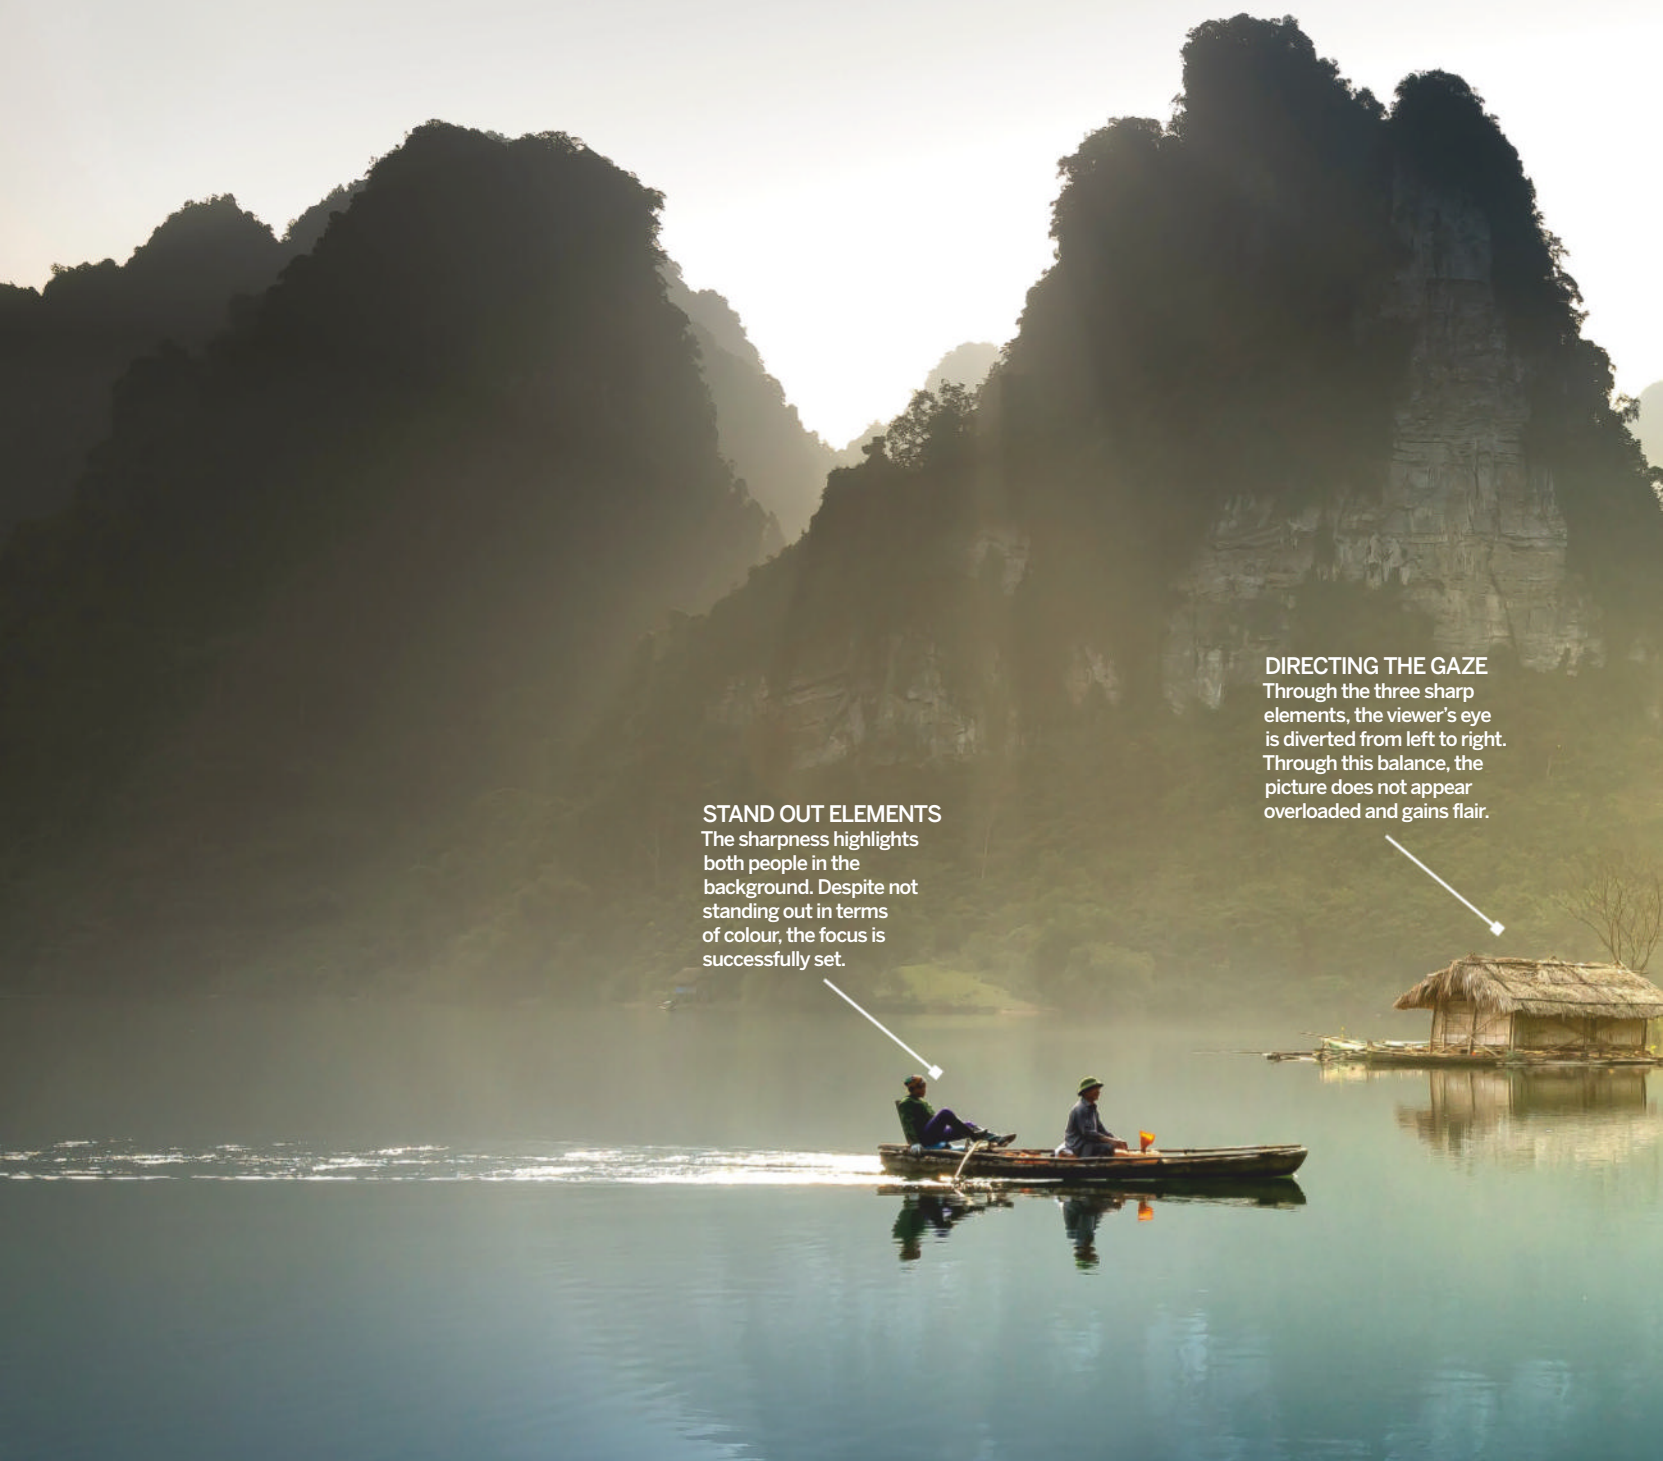 DIRECTING THE GAZE
Through the three sharp
elements, the viewer’s eye
is diverted from left to right.
Through this balance, the
picture does not appear
overloaded and gains flair.
STAND OUT ELEMENTS
The sharpness highlights
both people in the
background. Despite not
standing out in terms
of colour, the focus is
successfully set.